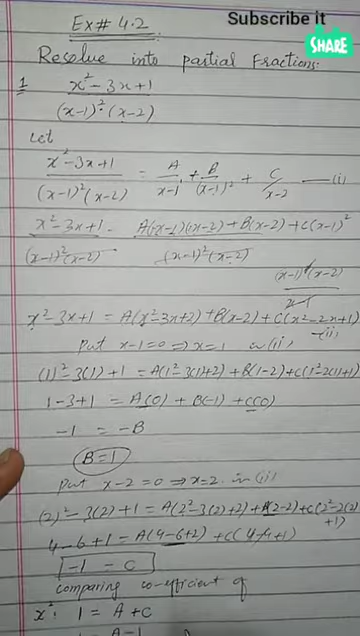 Ex# 4.2
Subscribe it
SHARE
Resolve into partial Fractions:
1 x²-3x+1
(x-1)²(x-2)
Let
x²-3x+1 = A + B + C —(i)
(x-1)²(x-2) x-1 (x-1)² x-2
x²-3x+1 = A(x-1)(x-2)+B(x-2)+C(x-1)²
(x-1)²(x-2) (x-1)²(x-2)
(x-1)²(x-2)
x-1
x²-3x+1 = A(x²-3x+2)+B(x-2)+C(x²-2x+1)
—(ii)
Put x-1=0 ⇒ x=1 in (ii)
(1)²-3(1)+1 = A(1²-3(1)+2)+B(1-2)+C(1²-2(1)+1)
1-3+1 = A(0)+B(-1)+C(0)
-1 = -B
B=1
put x-2=0 ⇒ x=2 in (ii)
(2)²-3(2)+1 = A(2²-3(2)+2)+B(2-2)+C(2²-2(2)
+1)
4-6+1 = A(4-6+2)+C(4-4+1)
-1 = C
comparing co-efficient of
x²: 1 = A+C
A-1